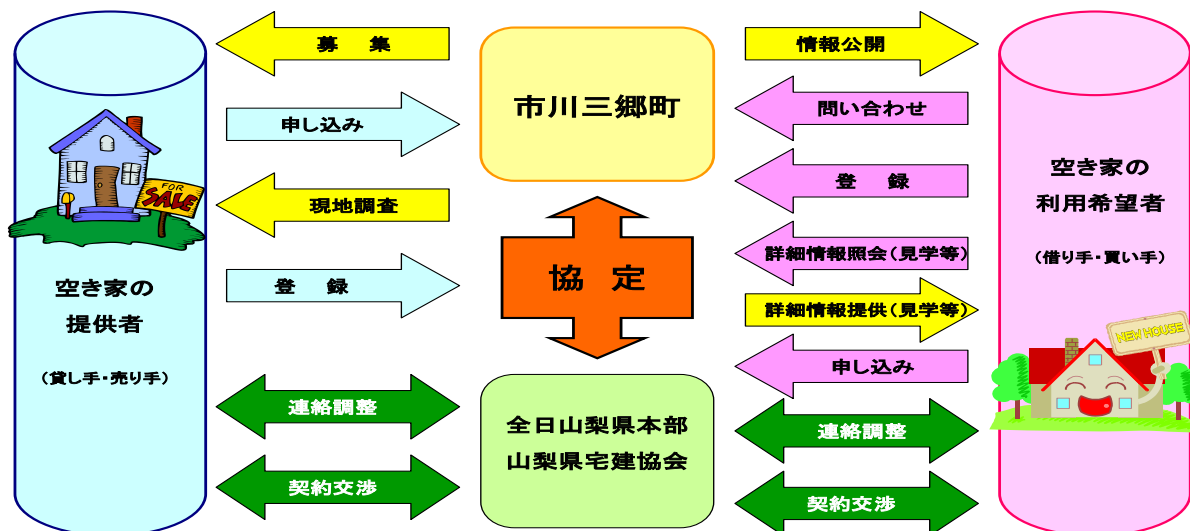 募　集
申し込み
現地調査
登　録
連絡調整
契約交渉
FOR
SALE
空き家の
提供者
(貸し手・売り手)
市川三郷町
協　定
全日山梨県本部
山梨県宅建協会
情報公開
問い合わせ
登　録
詳細情報照会(見学等)
詳細情報提供(見学等)
申し込み
連絡調整
契約交渉
空き家の
利用希望者
(借り手・買い手)
NEW HOUSE